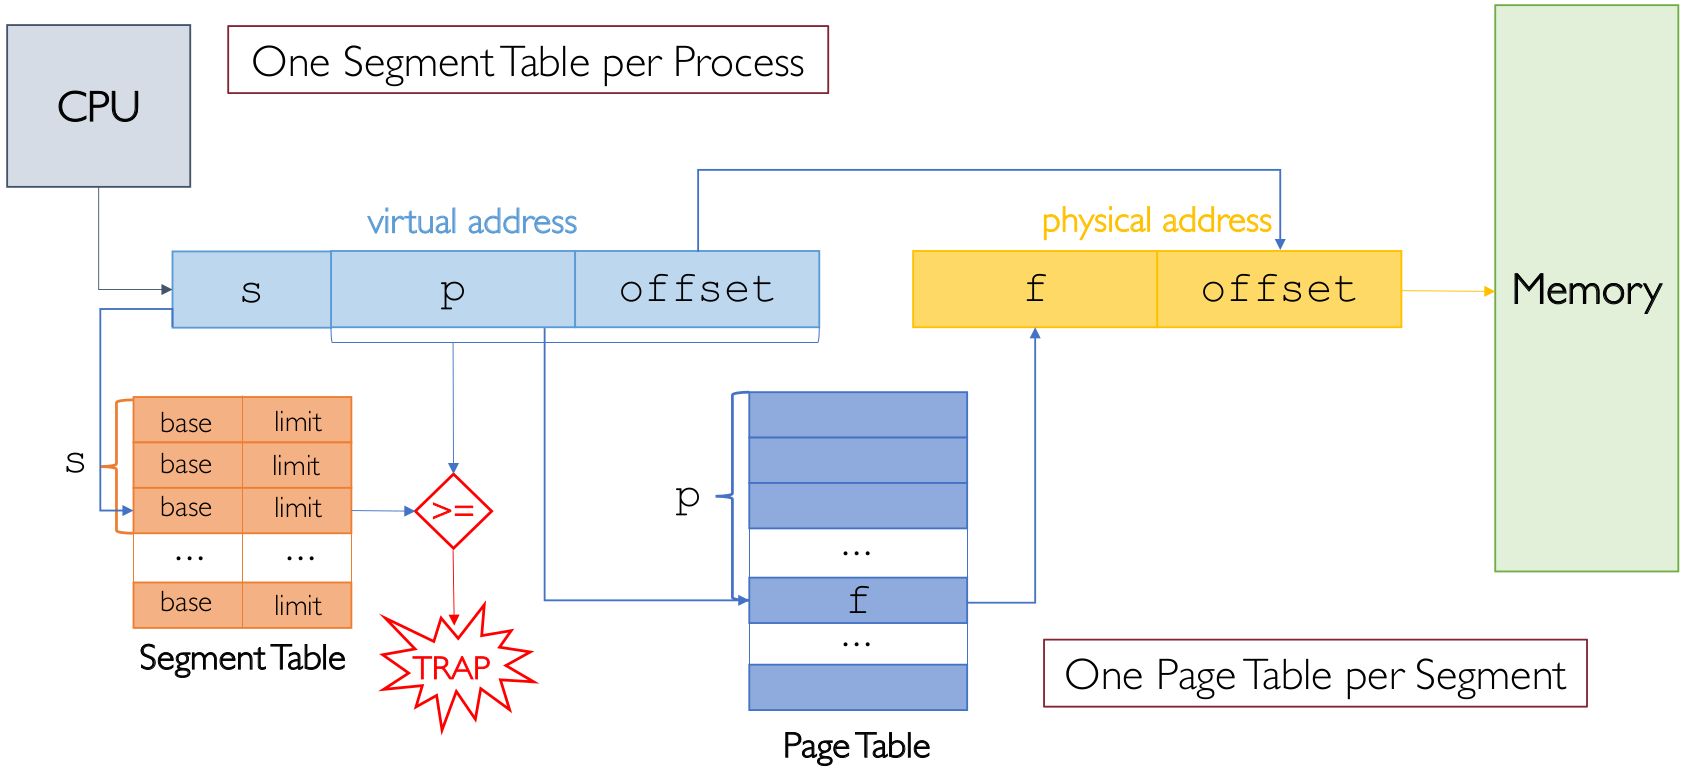 One Segment Table per Process
CPU
virtual address
physical address
s
p
offset
f
offset
Memory
s
base
limit
base
limit
base
limit
...
...
base
limit
Segment Table
>=
TRAP
p
...
f
...
Page Table
One Page Table per Segment